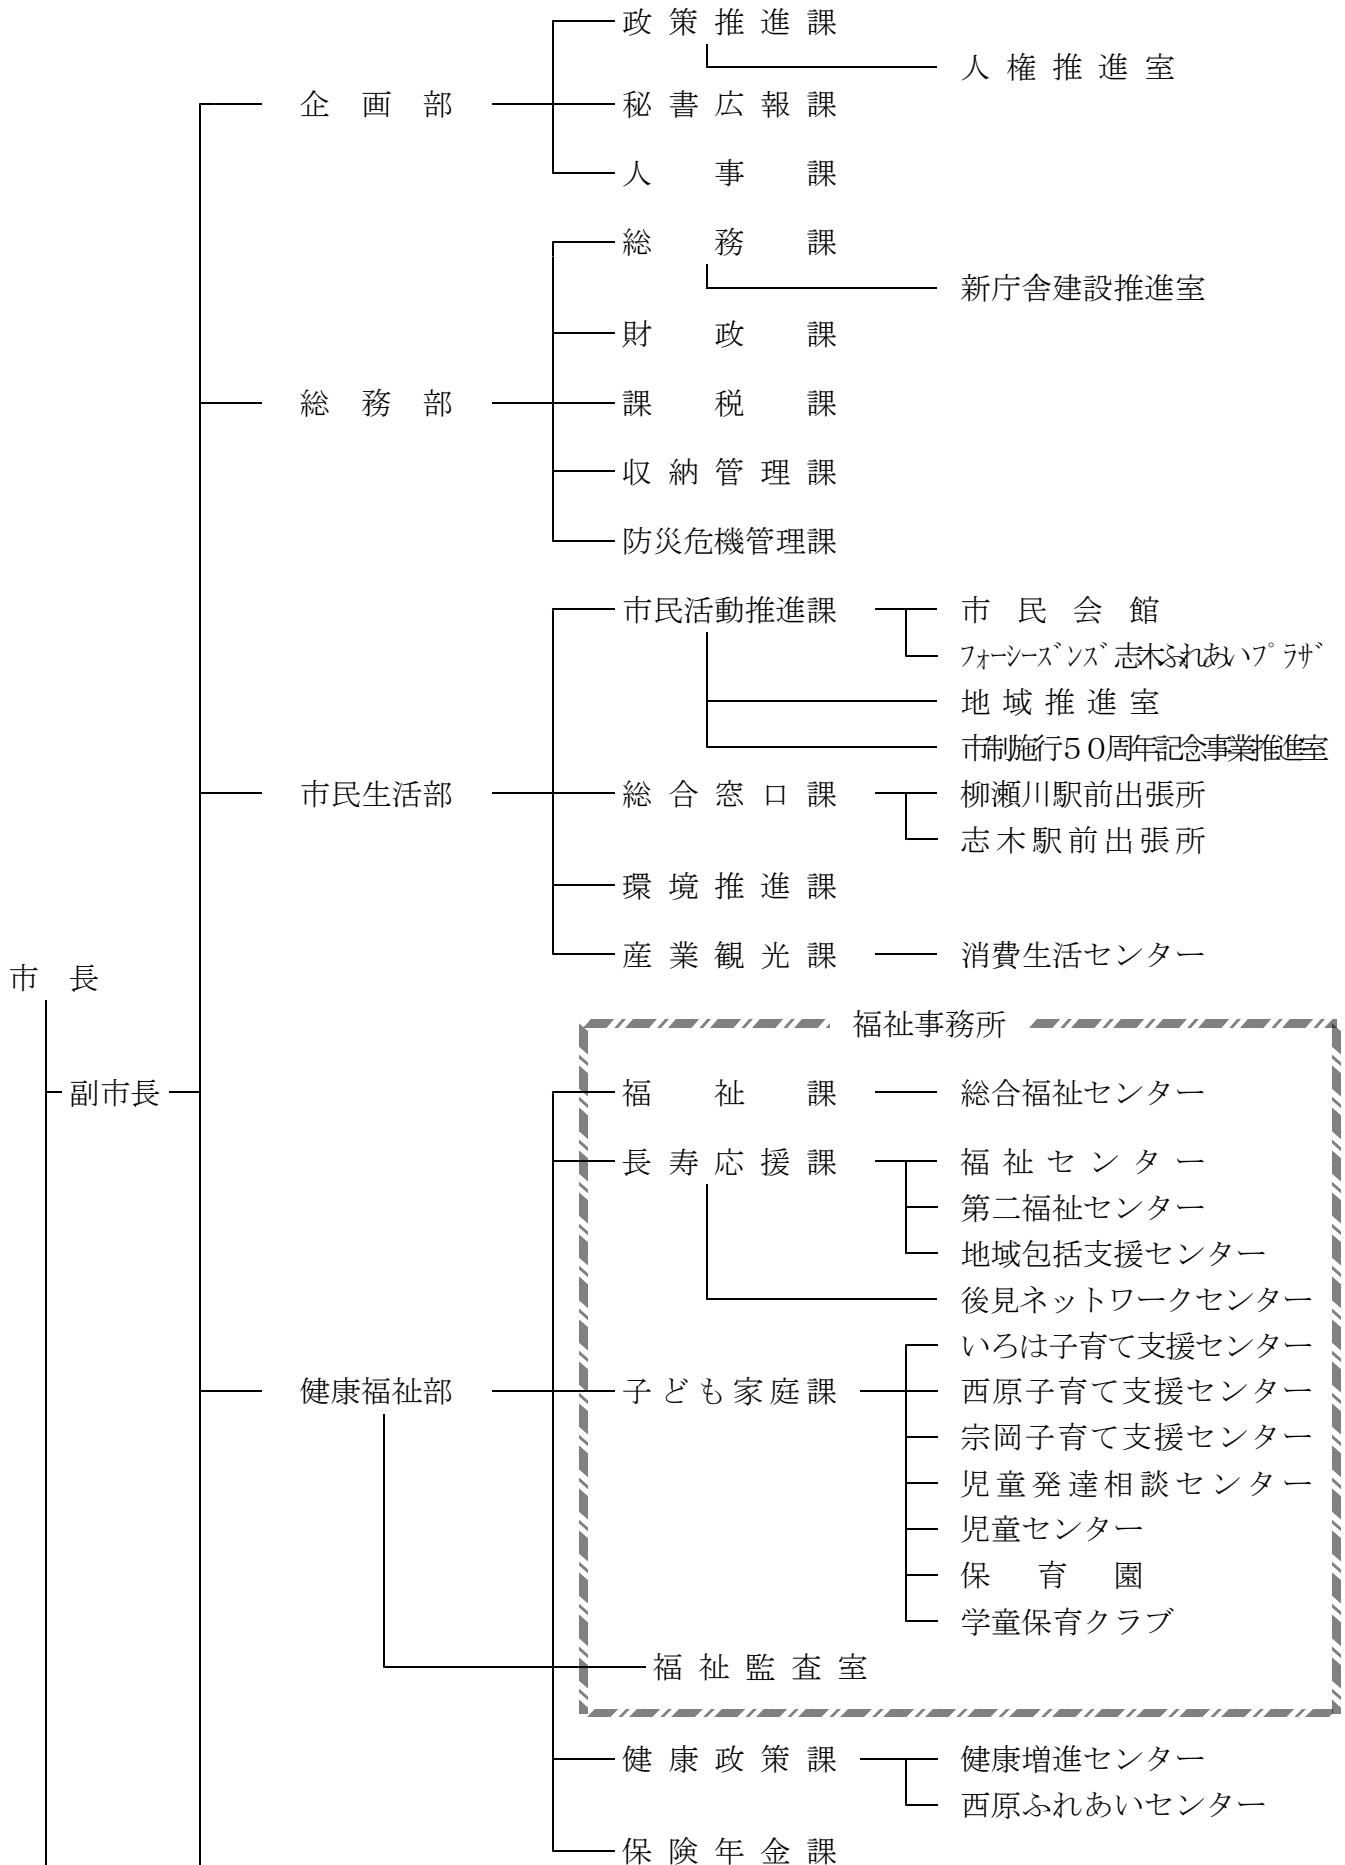 政策推進課
人権推進室
企画部
秘書広報課
人事課
総務課
新庁舎建設推進室
財政課
総務部
課税課
収納管理課
防災危機管理課
市民活動推進課
市民会館
フォーシーズンズ志木ふれあいプラザ
地域推進室
市制施行50周年記念事業推進室
市民生活部
総合窓口課
柳瀬川駅前出張所
志木駅前出張所
環境推進課
産業観光課
消費生活センター
市長
福祉事務所
副市長
福祉課
総合福祉センター
長寿応援課
福祉センター
第二福祉センター
地域包括支援センター
後見ネットワークセンター
いろは子育て支援センター
健康福祉部
子ども家庭課
西原子育て支援センター
宗岡子育て支援センター
児童発達相談センター
児童センター
保育園
学童保育クラブ
福祉監査室
健康政策課
健康増進センター
西原ふれあいセンター
保険年金課